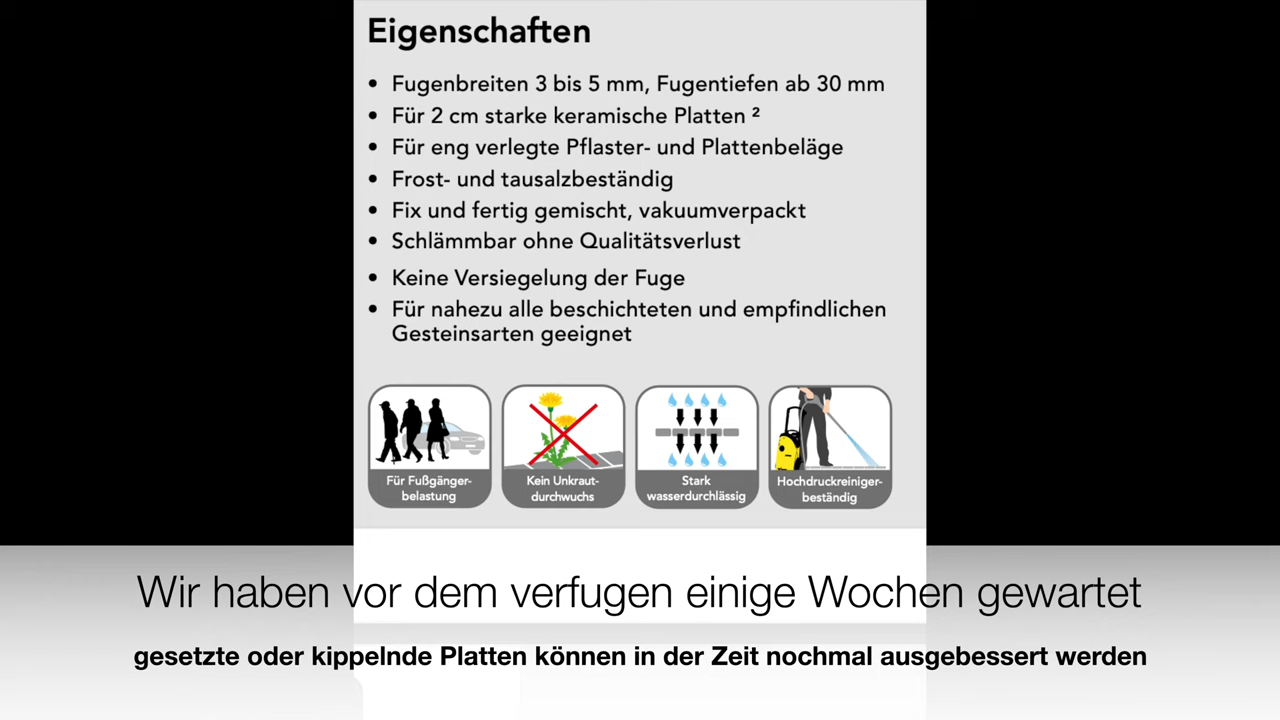 Eigenschaften
• Fugenbreiten 3 bis 5 mm, Fugentiefen ab 30 mm
• Für 2 cm starke keramische Platten ²
• Für eng verlegte Pflaster- und Plattenbeläge
• Frost- und tausalzbeständig
• Fix und fertig gemischt, vakuumverpackt
• Schlämmbar ohne Qualitätsverlust
• Keine Versiegelung der Fuge
• Für nahezu alle beschichteten und empfindlichen
Gesteinsarten geeignet
Für Fußgänger-
belastung
Kein Unkraut-
durchwuchs
Stark
wasserdurchlässig
Hochdruckreiniger-
beständig
Wir haben vor dem verfugen einige Wochen gewartet
gesetzte oder kippelnde Platten können in der Zeit nochmal ausgebessert werden